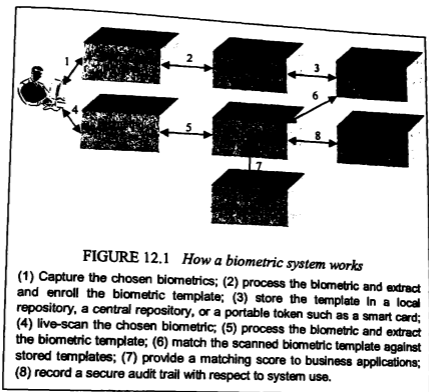 1
2
3
4
5
6
7
8
FIGURE 12.1 How a biometric system works
(1) Capture the chosen biometrics; (2) process the biometric and extract
and enroll the biometric template; (3) store the template in a local
repository, a central repository, or a portable token such as a smart card;
(4) live-scan the chosen biometric; (5) process the biometric and extract
the biometric template; (6) match the scanned biometric template against
stored templates; (7) provide a matching score to business applications;
(8) record a secure audit trail with respect to system use.